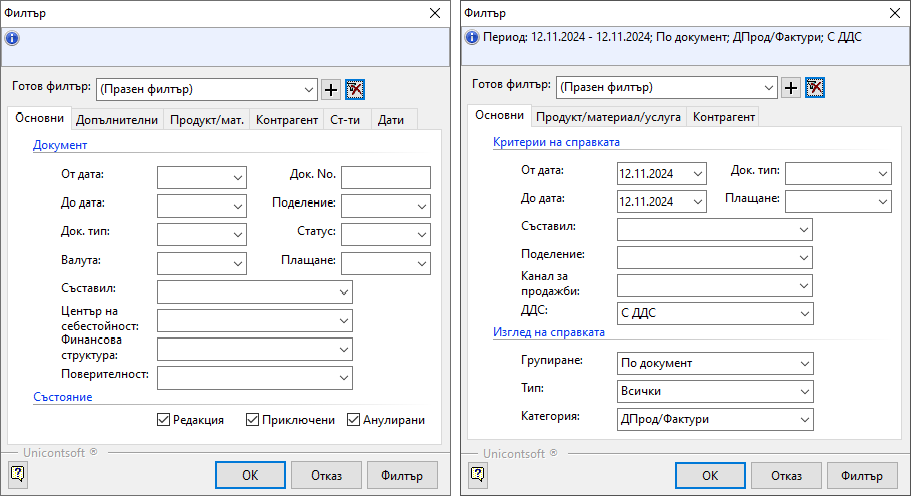 Филтър
Готов филтър: (Празен филтър)
Основни Допълнителни Продукт/мат. Контрагент Ст-ти Дати
Документ
От дата: Док. No.
До дата: Поделение:
Док. тип: Статус:
Валута: Плащане:
Съставил:
Център на
себестойност:
Финансова
структура:
Поверителност:
Състояние
Редакция Приключени Анулирани
Unicontsoft ®
ОК Отказ Филтър
Филтър
Период: 12.11.2024 - 12.11.2024; По документ; ДПрод/Фактури; С ДДС
Готов филтър: (Празен филтър)
Основни Продукт/материал/услуга Контрагент
Критерии на справката
От дата: 12.11.2024 Док. тип:
До дата: 12.11.2024 Плащане:
Съставил:
Поделение:
Канал за
продажби:
ДДС: С ДДС
Изглед на справката
Групиране: По документ
Тип: Всички
Категория: ДПрод/Фактури
Unicontsoft ®
ОК Отказ Филтър